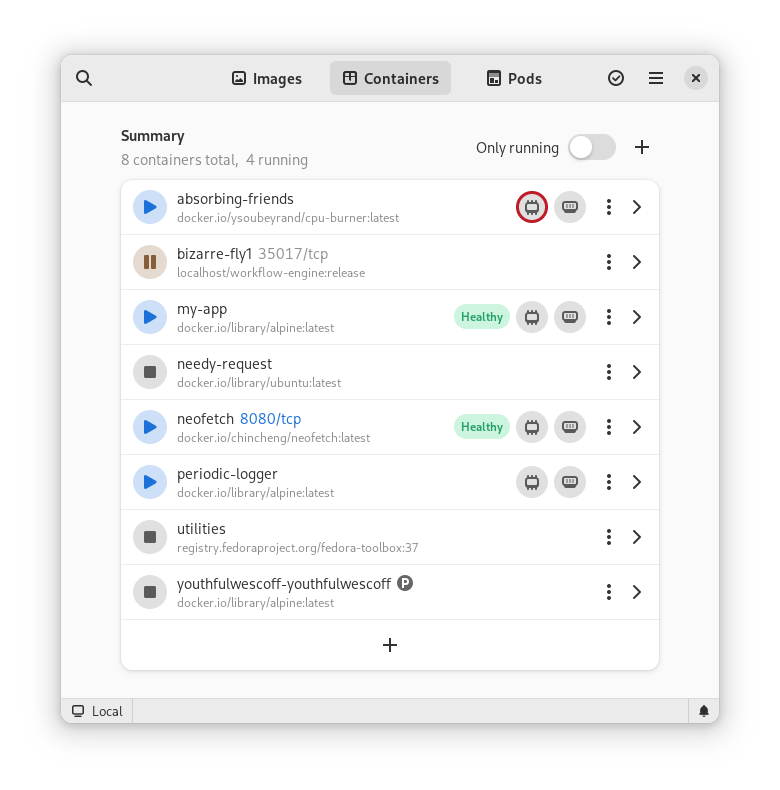 Images Containers Pods
Summary
8 containers total, 4 running
Only running
absorbing-friends
docker.io/ysoubeyrand/cpu-burner:latest
bizarre-fly1 35017/tcp
localhost/workflow-engine:release
my-app
docker.io/library/alpine:latest
Healthy
needy-request
docker.io/library/ubuntu:latest
neofetch 8080/tcp
docker.io/chincheng/neofetch:latest
Healthy
periodic-logger
docker.io/library/alpine:latest
utilities
registry.fedoraproject.org/fedora-toolbox:37
youthfulwescoff-youthfulwescoff P
docker.io/library/alpine:latest
Local